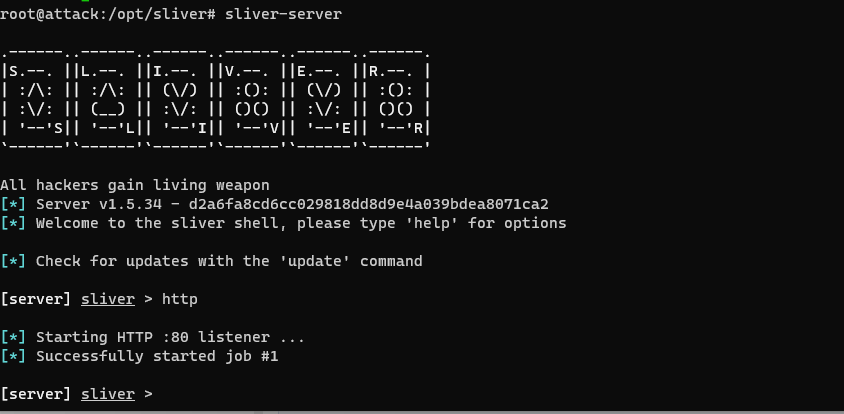 root@attack:/opt/sliver# sliver-server
.------..------..------..------..------..------.
|S.--. ||L.--. ||I.--. ||V.--. ||E.--. ||R.--. |
| :/\: || :/\: || (\/) || :(): || (\/) || :(): |
| :\/: || (__) || :\/: || ()() || :\/: || ()() |
| '--'S|| '--'L|| '--'I|| '--'V|| '--'E|| '--'R|
`------'`------'`------'`------'`------'`------'
All hackers gain living weapon
[*] Server v1.5.34 - d2a6fa8cd6cc029818dd8d9e4a039bdea8071ca2
[*] Welcome to the sliver shell, please type 'help' for options
[*] Check for updates with the 'update' command
[server] sliver > http
[*] Starting HTTP :80 listener ...
[*] Successfully started job #1
[server] sliver >